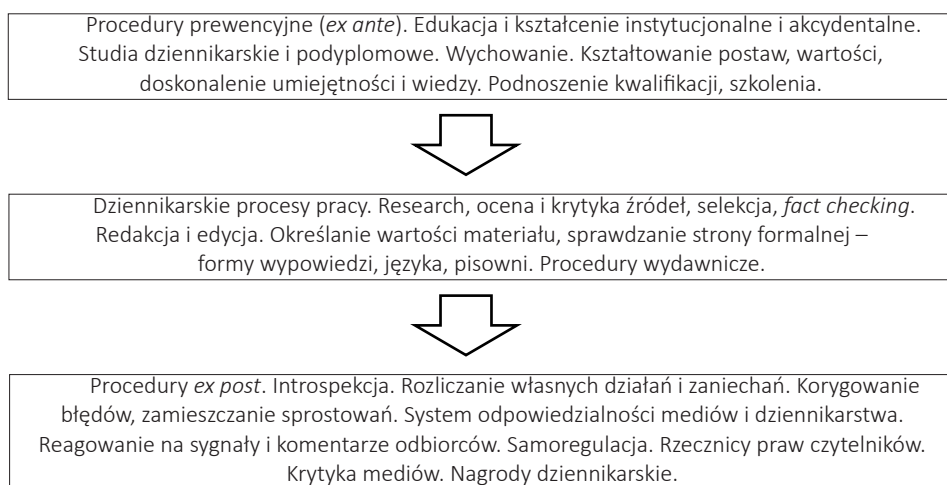 Procedury prewencyjne (ex ante). Edukacja i kształcenie instytucjonalne i akcydentalne.
Studia dziennikarskie i podyplomowe. Wychowanie. Kształtowanie postaw, wartości,
doskonalenie umiejętności i wiedzy. Podnoszenie kwalifikacji, szkolenia.
Dziennikarskie procesy pracy. Research, ocena i krytyka źródeł, selekcja, fact checking.
Redakcja i edycja. Określanie wartości materiału, sprawdzanie strony formalnej –
formy wypowiedzi, języka, pisowni. Procedury wydawnicze.
Procedury ex post. Introspekcja. Rozliczanie własnych działań i zaniechań. Korygowanie
błędów, zamieszczanie sprostowań. System odpowiedzialności mediów i dziennikarstwa.
Reagowanie na sygnały i komentarze odbiorców. Samoregulacja. Rzecznicy praw czytelników.
Krytyka mediów. Nagrody dziennikarskie.